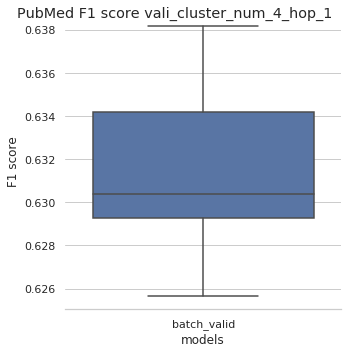 PubMed F1 score vali_cluster_num_4_hop_1
0.638
0.636
0.634
0.632
0.630
0.628
0.626
F1 score
batch_valid
models